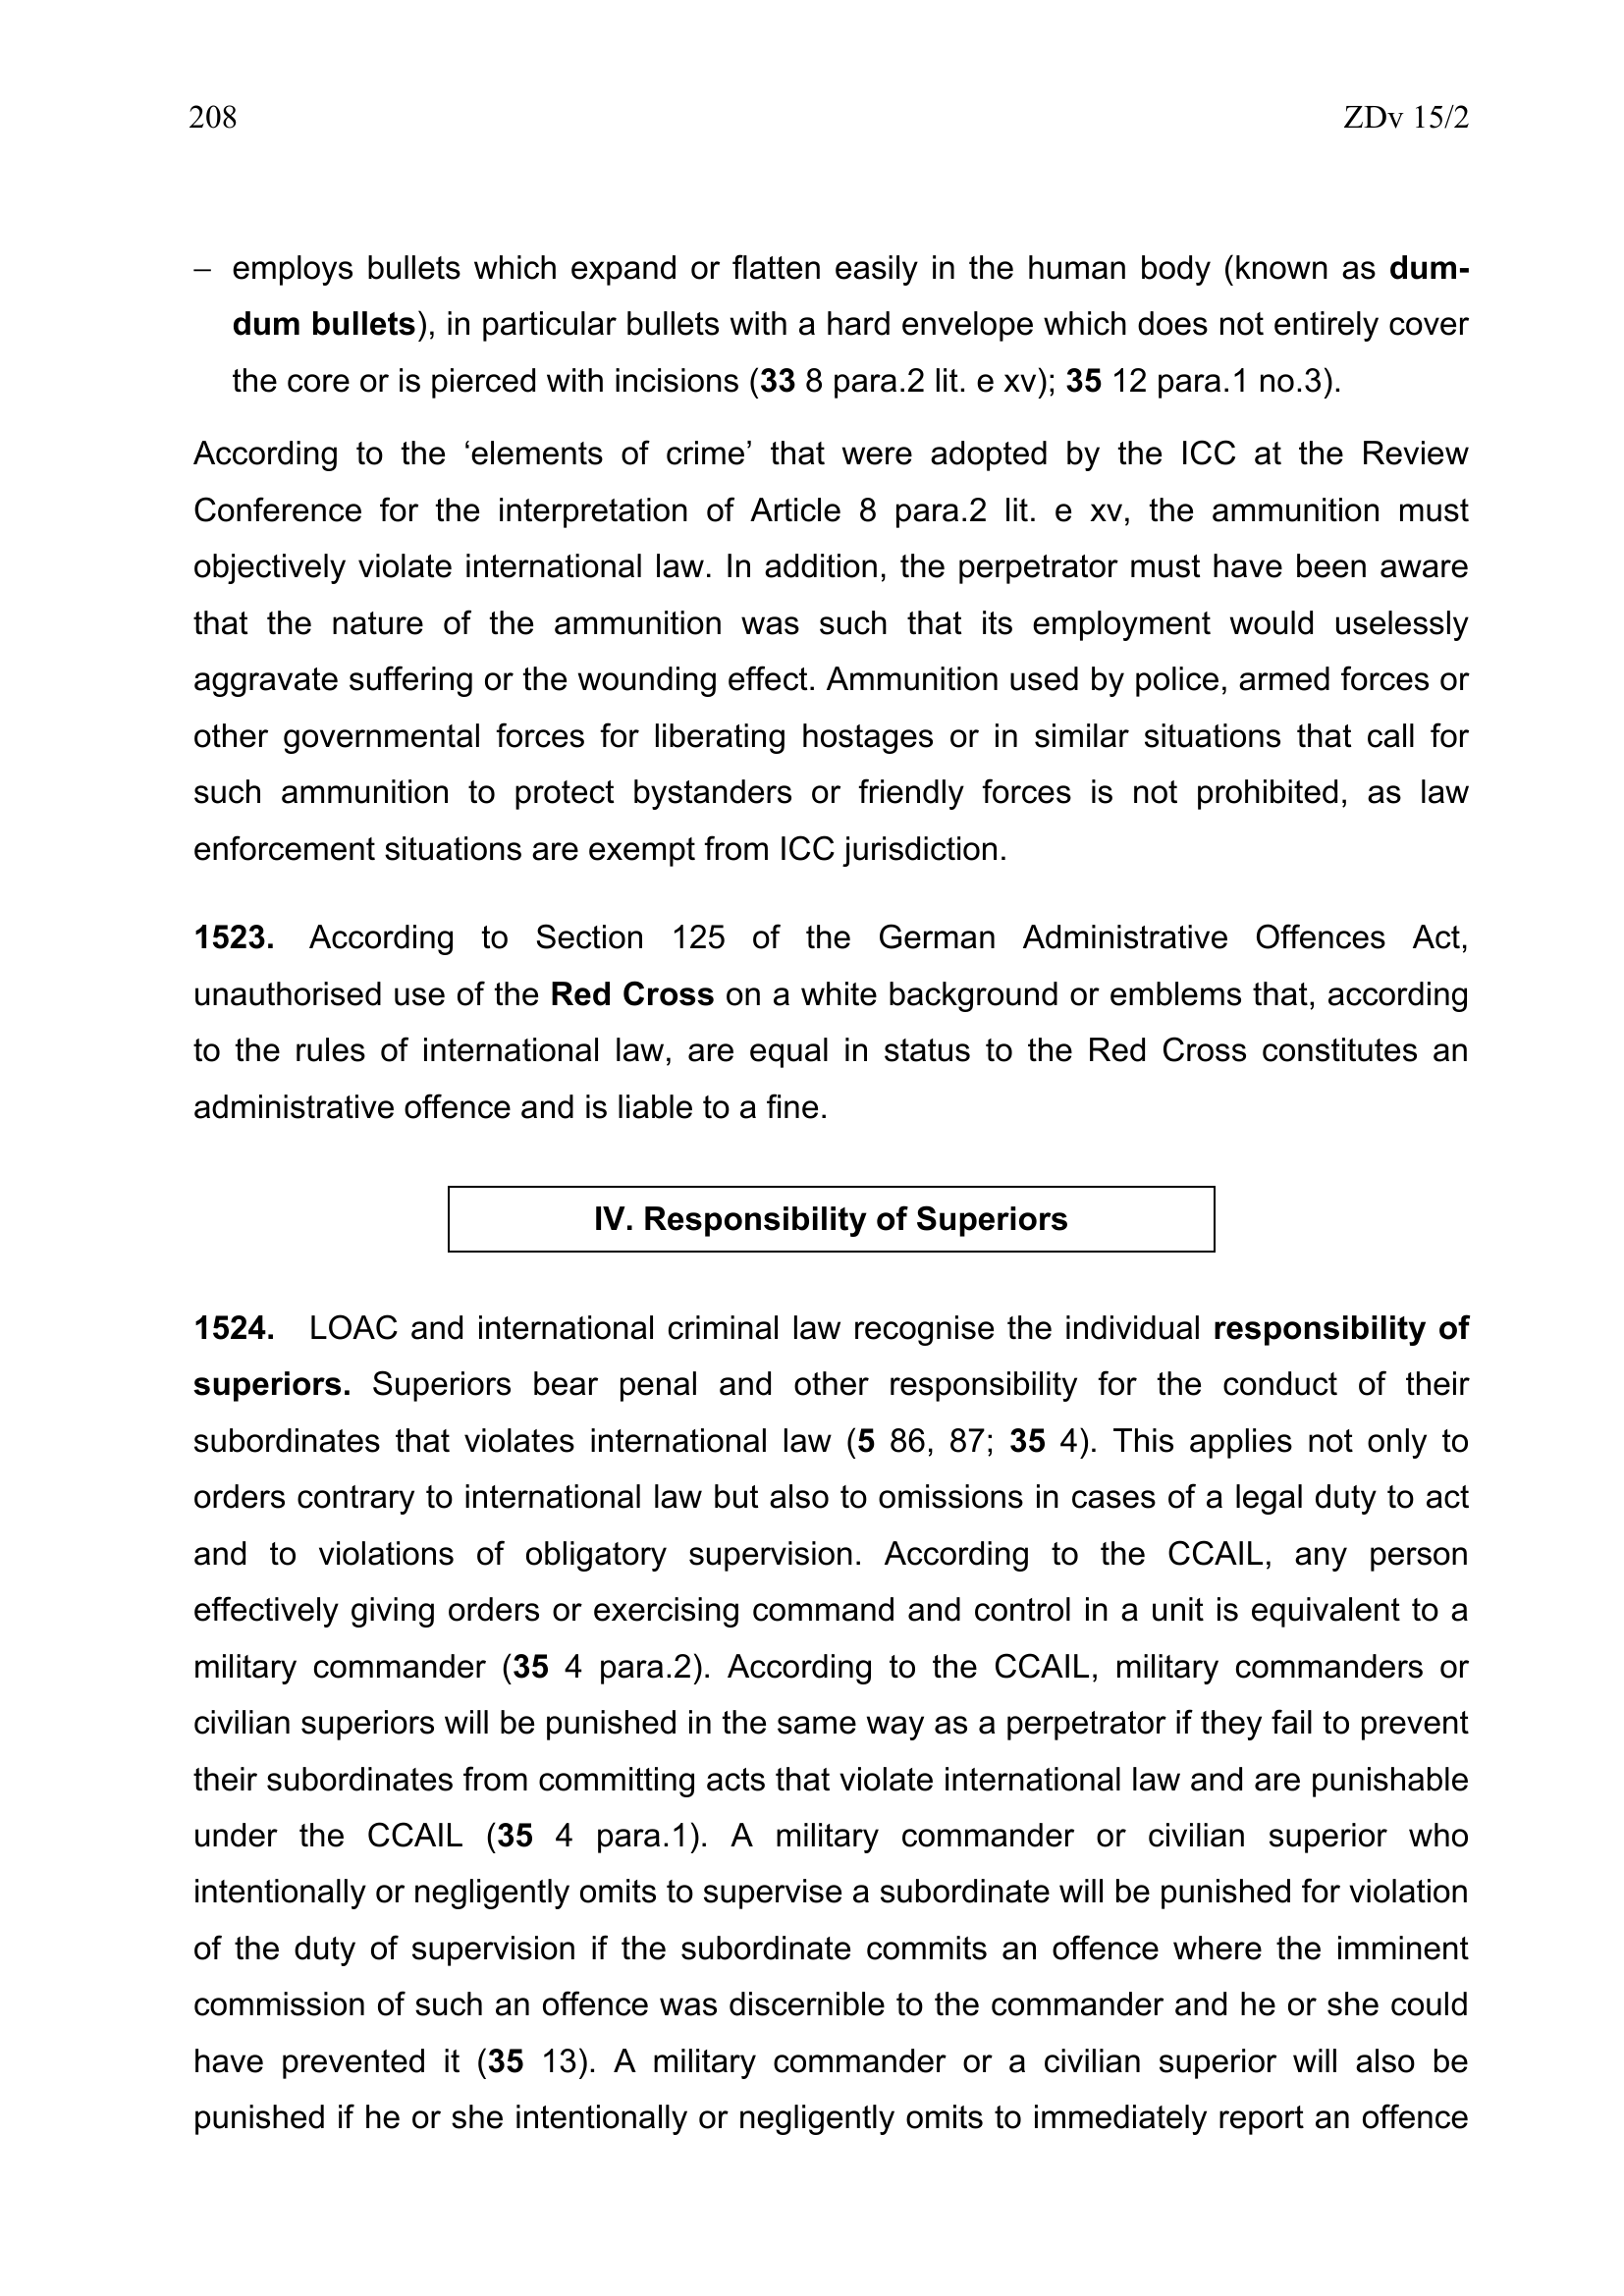 208 ZDv 15/2
– employs bullets which expand or flatten easily in the human body (known as dum-
dum bullets), in particular bullets with a hard envelope which does not entirely cover
the core or is pierced with incisions (33 8 para.2 lit. e xv); 35 12 para.1 no.3).
According to the ‘elements of crime’ that were adopted by the ICC at the Review
Conference for the interpretation of Article 8 para.2 lit. e xv, the ammunition must
objectively violate international law. In addition, the perpetrator must have been aware
that the nature of the ammunition was such that its employment would uselessly
aggravate suffering or the wounding effect. Ammunition used by police, armed forces or
other governmental forces for liberating hostages or in similar situations that call for
such ammunition to protect bystanders or friendly forces is not prohibited, as law
enforcement situations are exempt from ICC jurisdiction.
1523. According to Section 125 of the German Administrative Offences Act,
unauthorised use of the Red Cross on a white background or emblems that, according
to the rules of international law, are equal in status to the Red Cross constitutes an
administrative offence and is liable to a fine.
IV. Responsibility of Superiors
1524. LOAC and international criminal law recognise the individual responsibility of
superiors. Superiors bear penal and other responsibility for the conduct of their
subordinates that violates international law (5 86, 87; 35 4). This applies not only to
orders contrary to international law but also to omissions in cases of a legal duty to act
and to violations of obligatory supervision. According to the CCAIL, any person
effectively giving orders or exercising command and control in a unit is equivalent to a
military commander (35 4 para.2). According to the CCAIL, military commanders or
civilian superiors will be punished in the same way as a perpetrator if they fail to prevent
their subordinates from committing acts that violate international law and are punishable
under the CCAIL (35 4 para.1). A military commander or civilian superior who
intentionally or negligently omits to supervise a subordinate will be punished for violation
of the duty of supervision if the subordinate commits an offence where the imminent
commission of such an offence was discernible to the commander and he or she could
have prevented it (35 13). A military commander or a civilian superior will also be
punished if he or she intentionally or negligently omits to immediately report an offence